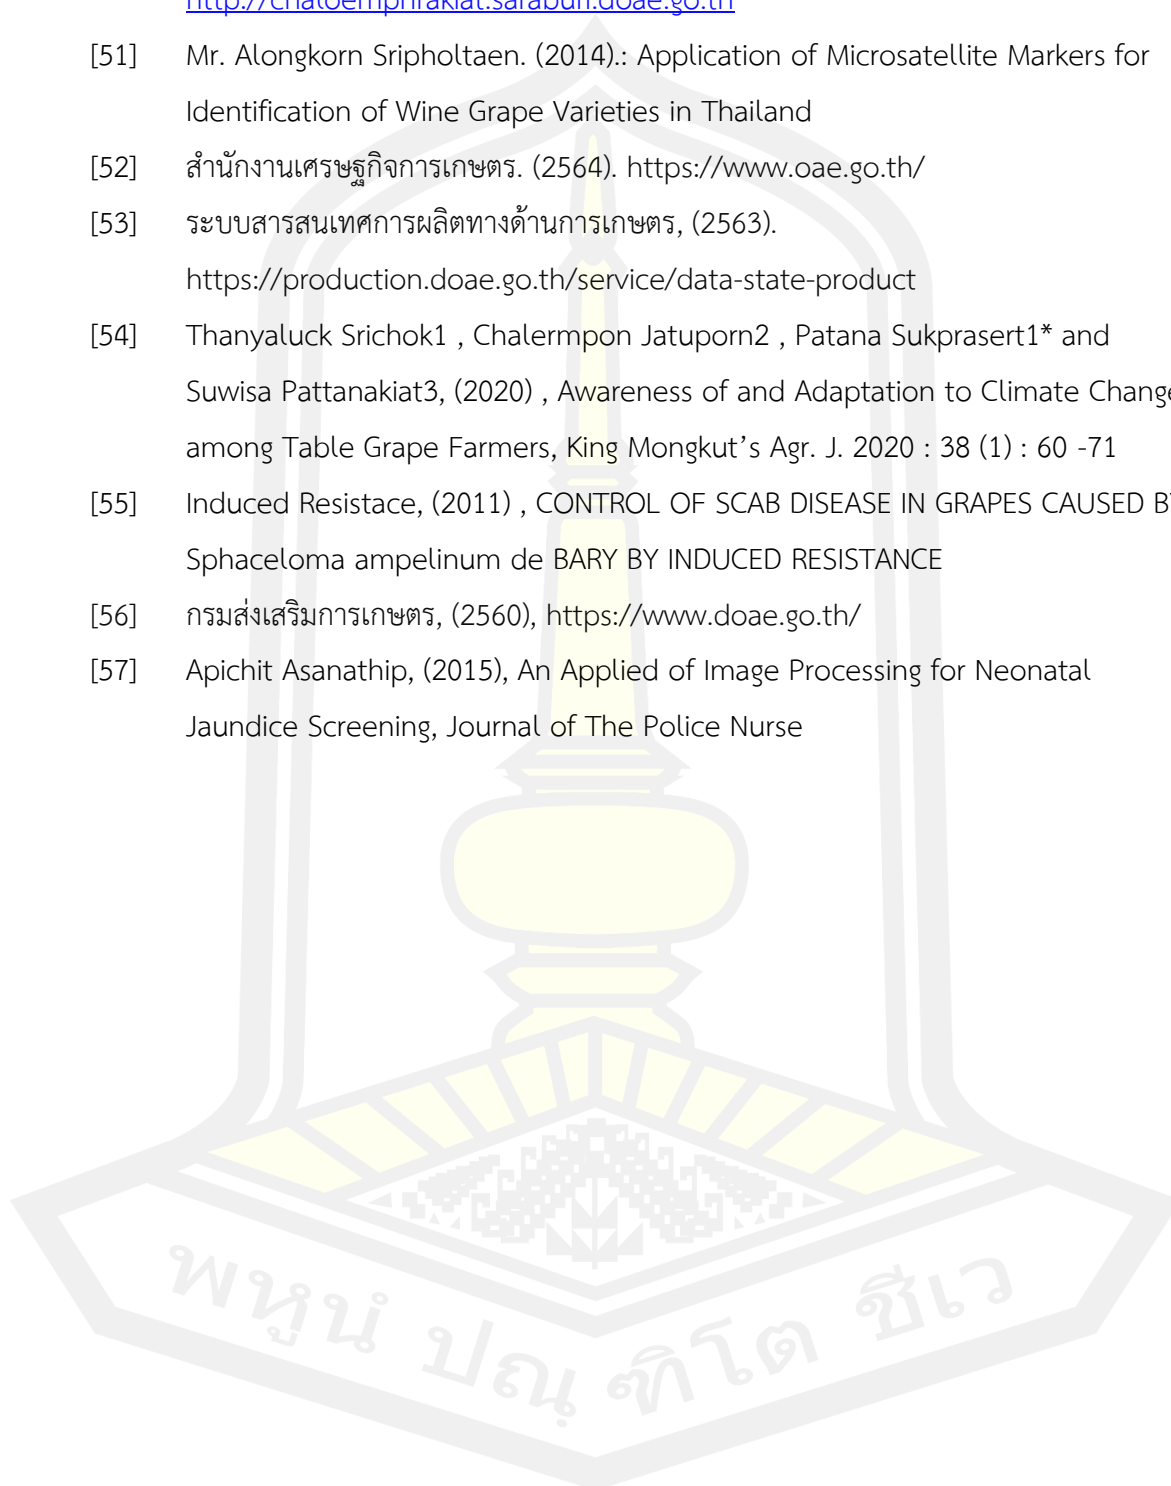 http://chaloemphrakiat.saraburi.doae.go.th
[51] Mr. Alongkorn Sripholtaen. (2014).: Application of Microsatellite Markers for
Identification of Wine Grape Varieties in Thailand
[52] สำนักงานเศรษฐกิจการเกษตร. (2564). https://www.oae.go.th/
[53] ระบบสารสนเทศการผลิตทางด้านการเกษตร, (2563).
https://production.doae.go.th/service/data-state-product
[54] Thanyaluck Srichok1 , Chalermpon Jatuporn2 , Patana Sukprasert1* and
Suwisa Pattanakiat3, (2020) , Awareness of and Adaptation to Climate Change
among Table Grape Farmers, King Mongkut’s Agr. J. 2020 : 38 (1) : 60 -71
[55] Induced Resistace, (2011) , CONTROL OF SCAB DISEASE IN GRAPES CAUSED BY
Sphaceloma ampelinum de BARY BY INDUCED RESISTANCE
[56] กรมส่งเสริมการเกษตร, (2560), https://www.doae.go.th/
[57] Apichit Asanathip, (2015), An Applied of Image Processing for Neonatal
Jaundice Screening, Journal of The Police Nurse
พหูนํ ปณฺฑิโต ชีเว